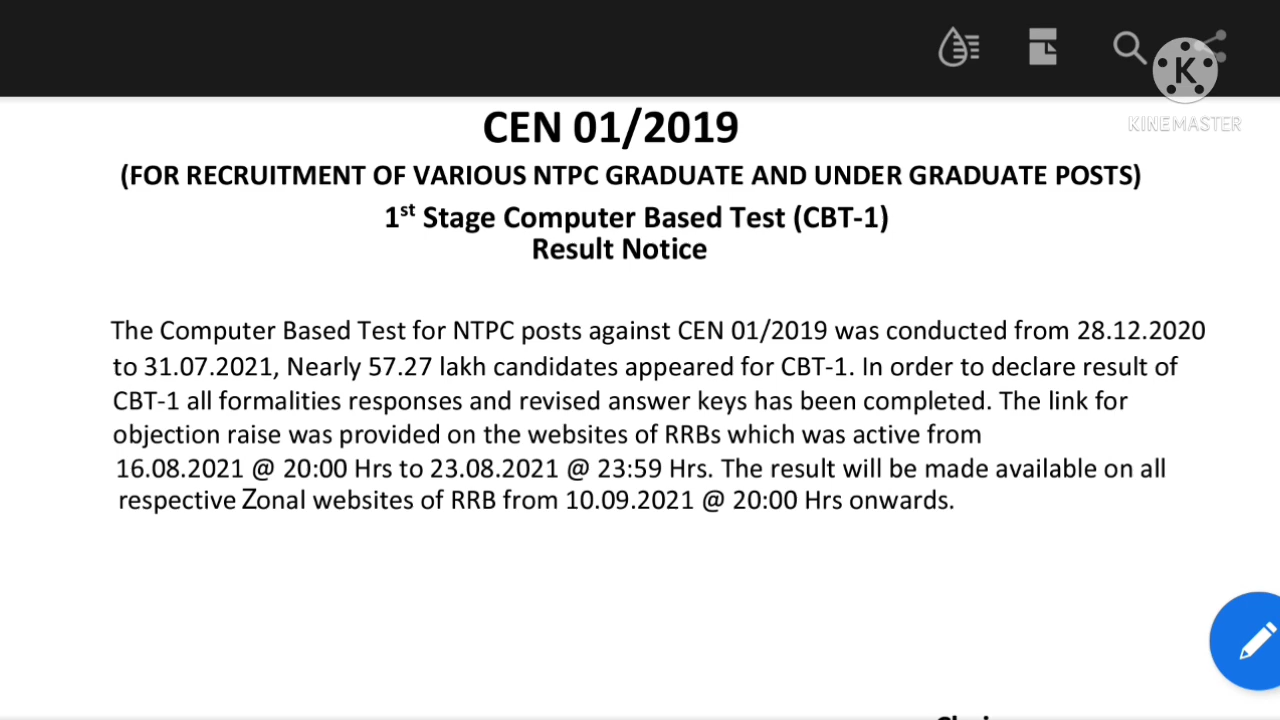 K
KINEMASTER
CEN 01/2019
(FOR RECRUITMENT OF VARIOUS NTPC GRADUATE AND UNDER GRADUATE POSTS)
1st Stage Computer Based Test (CBT-1)
Result Notice
The Computer Based Test for NTPC posts against CEN 01/2019 was conducted from 28.12.2020
to 31.07.2021, Nearly 57.27 lakh candidates appeared for CBT-1. In order to declare result of
CBT-1 all formalities responses and revised answer keys has been completed. The link for
objection raise was provided on the websites of RRBs which was active from
16.08.2021 @ 20:00 Hrs to 23.08.2021 @ 23:59 Hrs. The result will be made available on all
respective Zonal websites of RRB from 10.09.2021 @ 20:00 Hrs onwards.